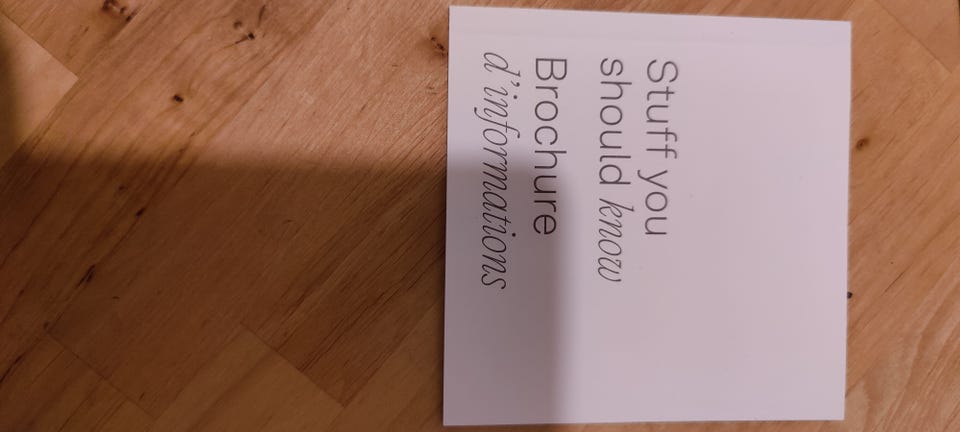 Stuff you
should know
Brochure
d'informations